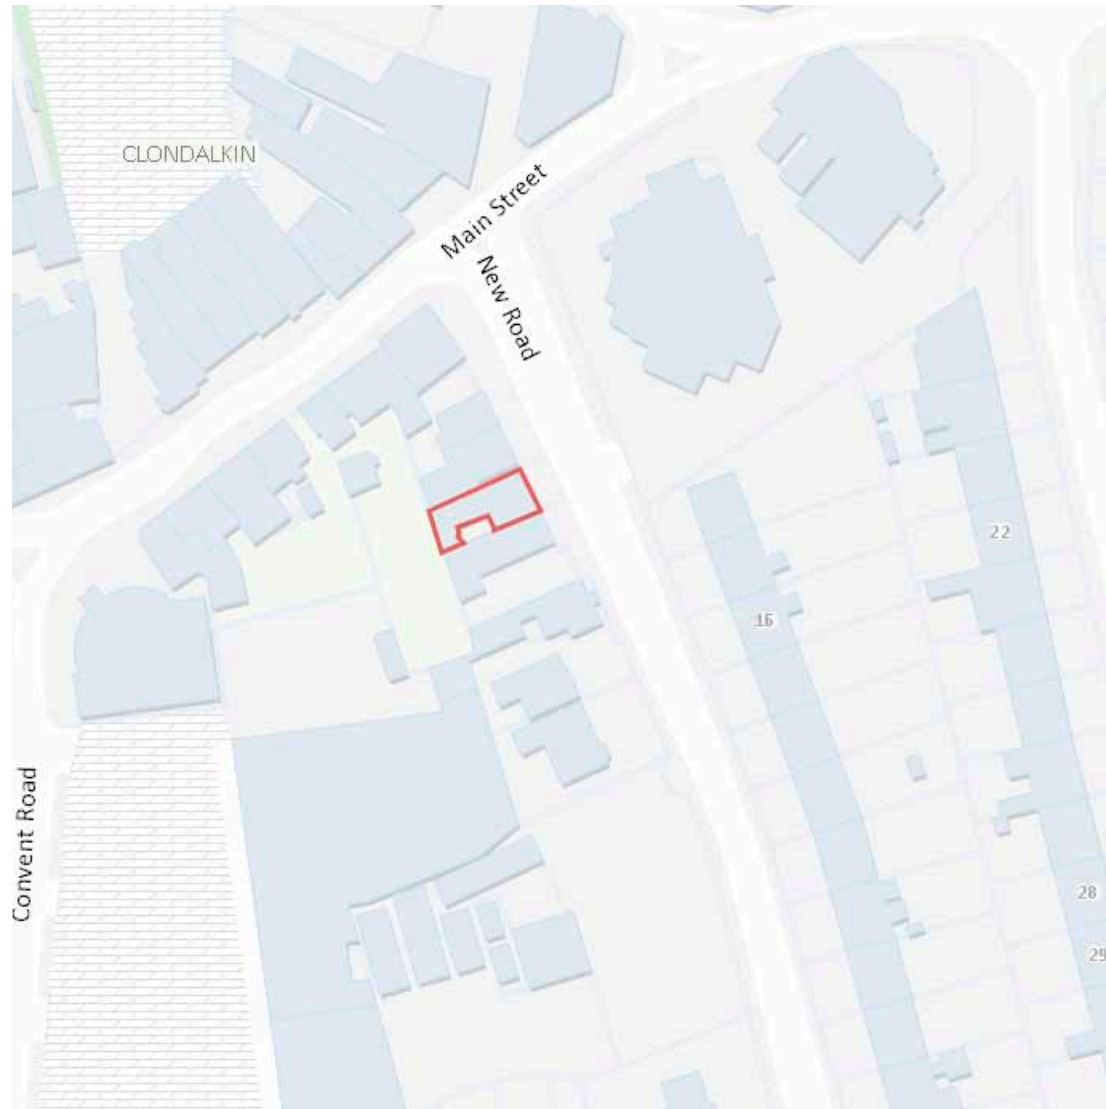 CLONDALKIN
Main Street
New Road
22
16
Convent Road
28
29